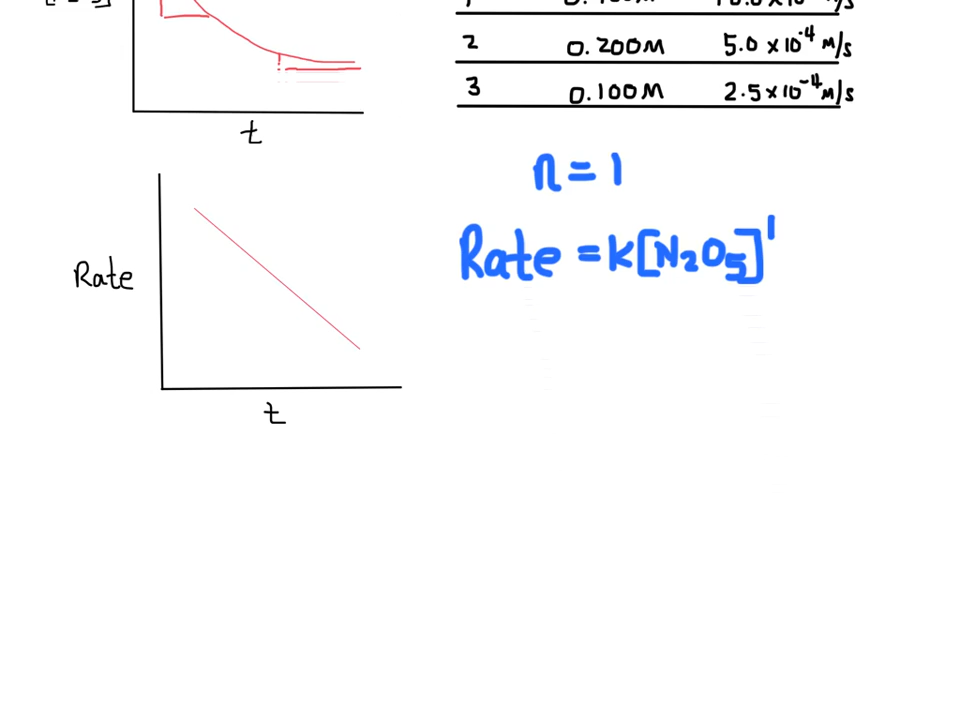 2 0.200M 5.0 x 10⁻⁴ M/s
3 0.100M 2.5 x 10⁻⁴ M/s
t
n = 1
Rate = k[N₂O₅]¹
Rate
t